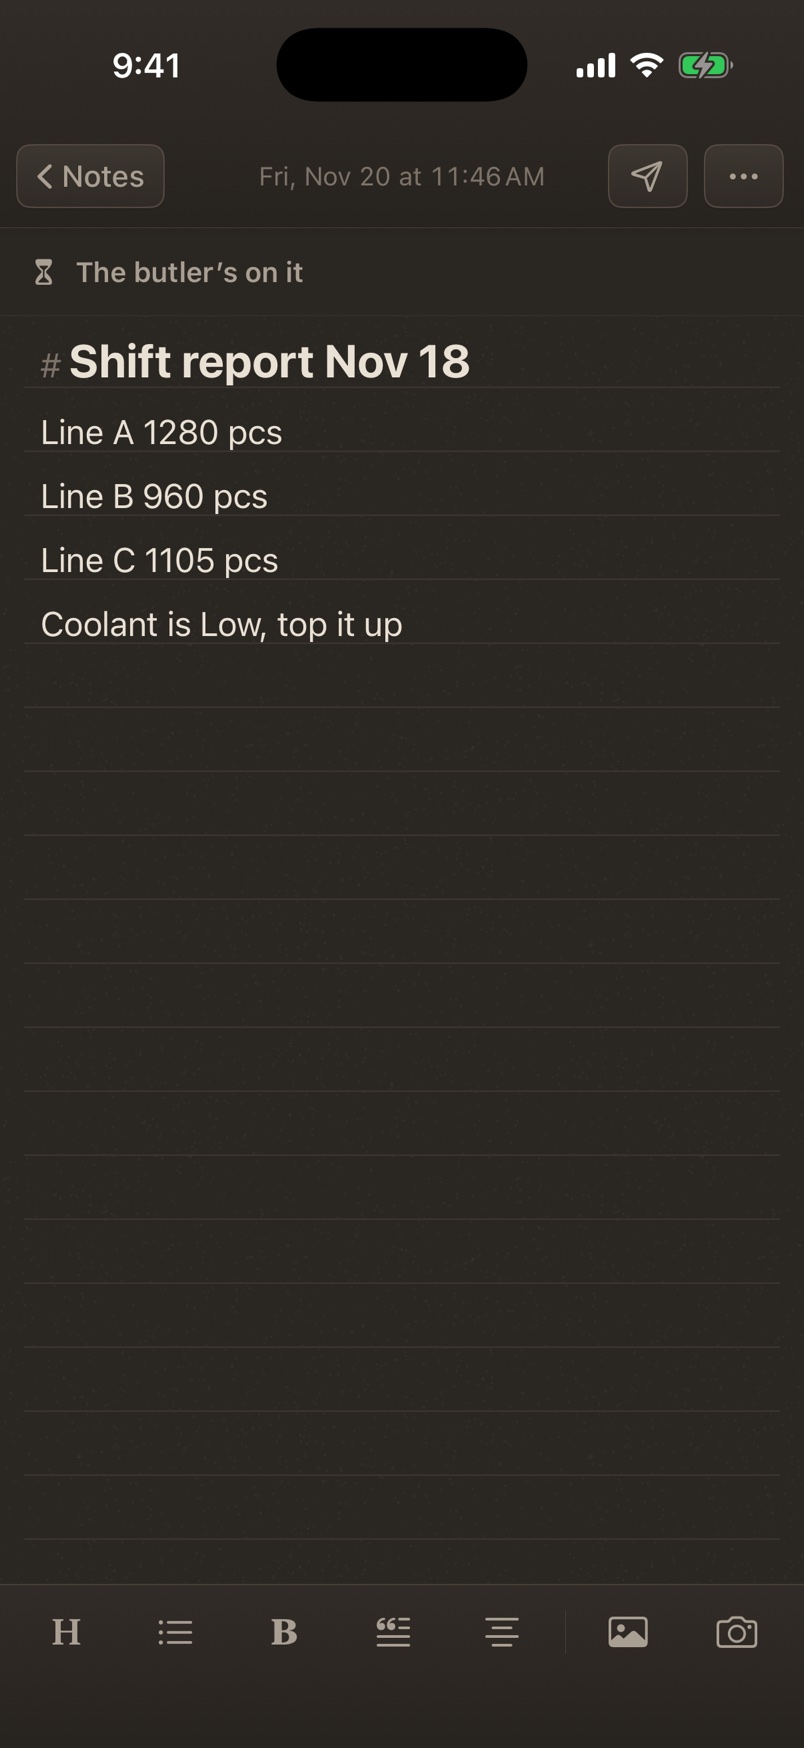 9:41
Notes
Fri, Nov 20 at 11:46 AM
The butler’s on it
# Shift report Nov 18
Line A 1280 pcs
Line B 960 pcs
Line C 1105 pcs
Coolant is Low, top it up
H B